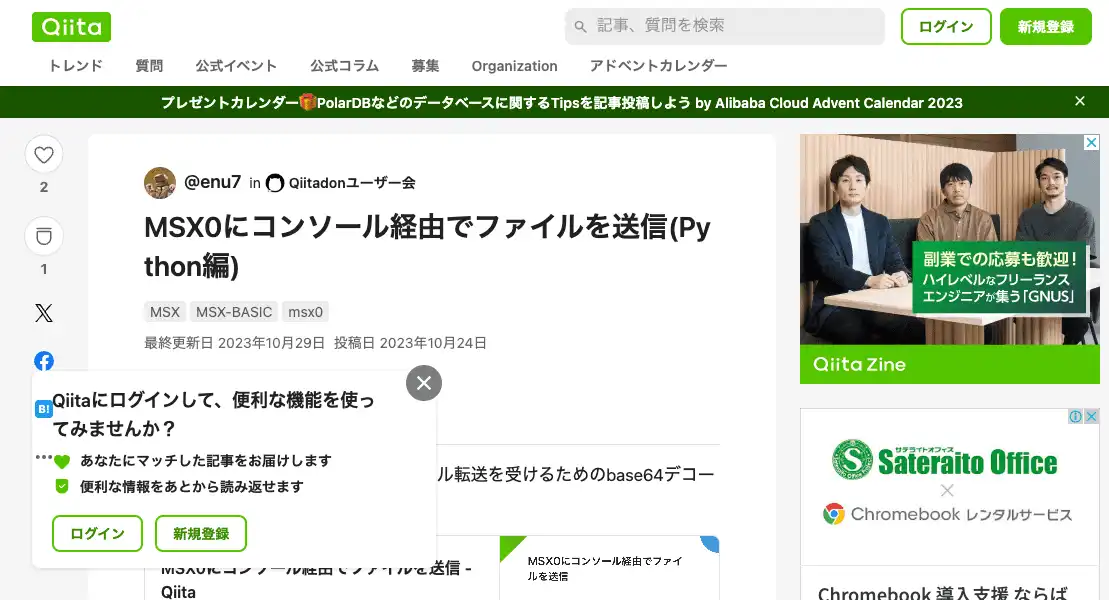 Qiita
記事、質問を検索
ログイン
新規登録
トレンド 質問 公式イベント 公式コラム 募集 Organization アドベントカレンダー
プレゼントカレンダー🎁PolarDBなどのデータベースに関するTipsを記事投稿しよう by Alibaba Cloud Advent Calendar 2023
2
1
@enu7 in Qiitadonユーザー会
MSX0にコンソール経由でファイルを送信(Py
thon編)
MSX MSX-BASIC msx0
最終更新日 2023年10月29日 投稿日 2023年10月24日
B!
Qiitaにログインして、便利な機能を使っ
てみませんか？
あなたにマッチした記事をお届けします
便利な情報をあとから読み返せます
ログイン 新規登録
ル転送を受けるためのbase64デコー
MSX0にコンソール経由でファイルを送信 -
Qiita
MSX0にコンソール経由でファイ
ルを送信
副業での応募も歓迎！
ハイレベルなフリーランス
エンジニアが集う「GNUS」
Qiita Zine
サテライトオフィス
Sateraito Office
Chromebook レンタルサービス
Chromebook 導入支援 ならば